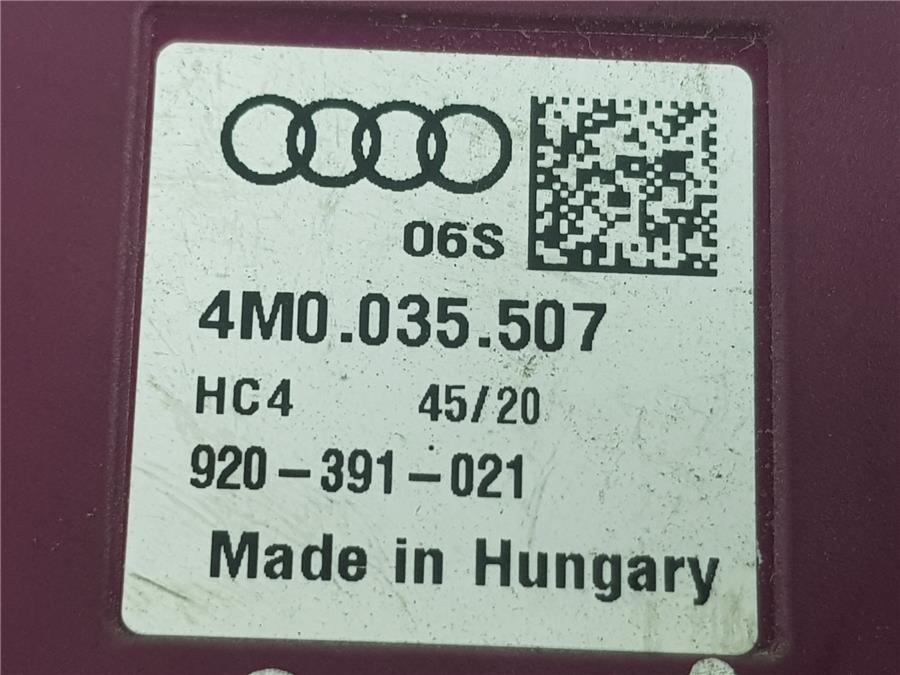 06S
4M0.035.507
HC4 45/20
920-391-021
Made in Hungary